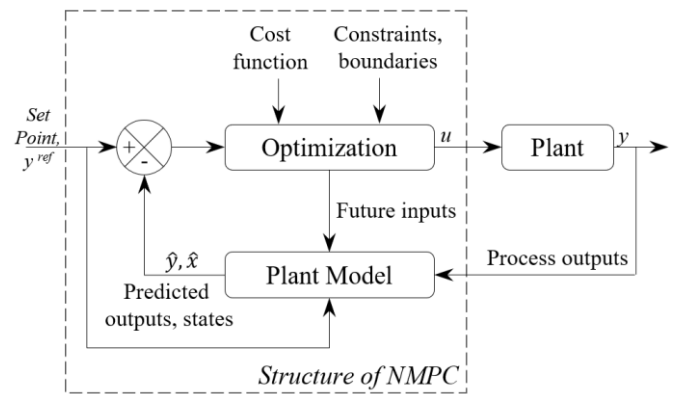 Cost
function
Constraints,
boundaries
Set
Point,
y ref
+
-
Optimization
u
Plant
y
Future inputs
ŷ, x̂
Plant Model
Process outputs
Predicted
outputs, states
Structure of NMPC